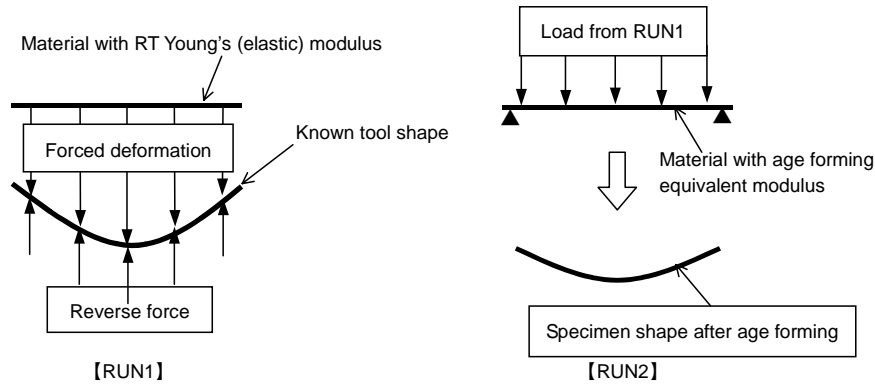 Material with RT Young's (elastic) modulus
Forced deformation
Known tool shape
Reverse force
【RUN1】
Load from RUN1
Material with age forming
equivalent modulus
Specimen shape after age forming
【RUN2】